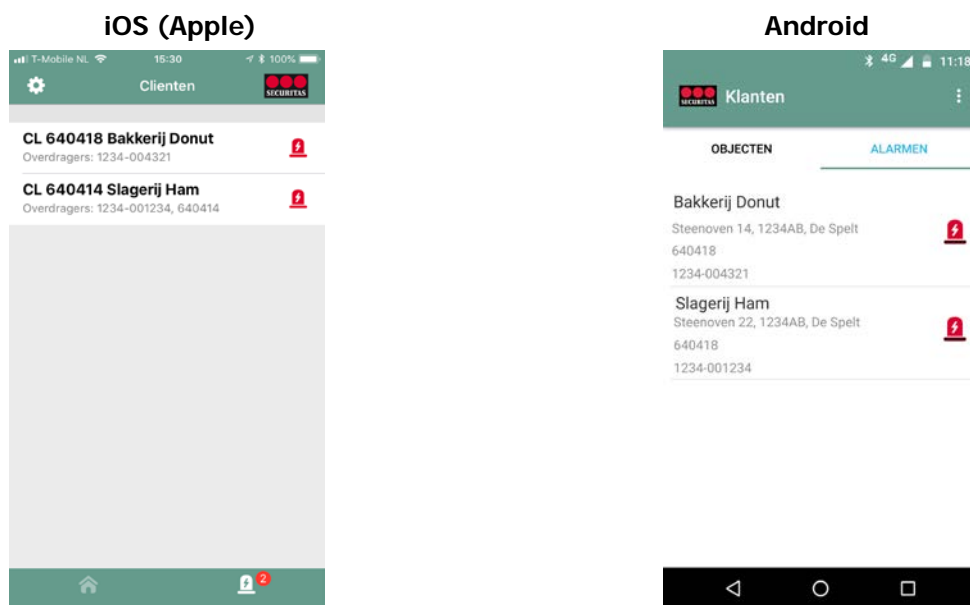 iOS (Apple)
T-Mobile NL 15:30 100%
Clienten
SECURITAS
CL 640418 Bakkerij Donut
Overdragers: 1234-004321
CL 640414 Slagerij Ham
Overdragers: 1234-001234, 640414
2
Android
4G 11:18
SECURITAS Klanten
OBJECTEN ALARMEN
Bakkerij Donut
Steenoven 14, 1234AB, De Spelt
640418
1234-004321
Slagerij Ham
Steenoven 22, 1234AB, De Spelt
640418
1234-001234